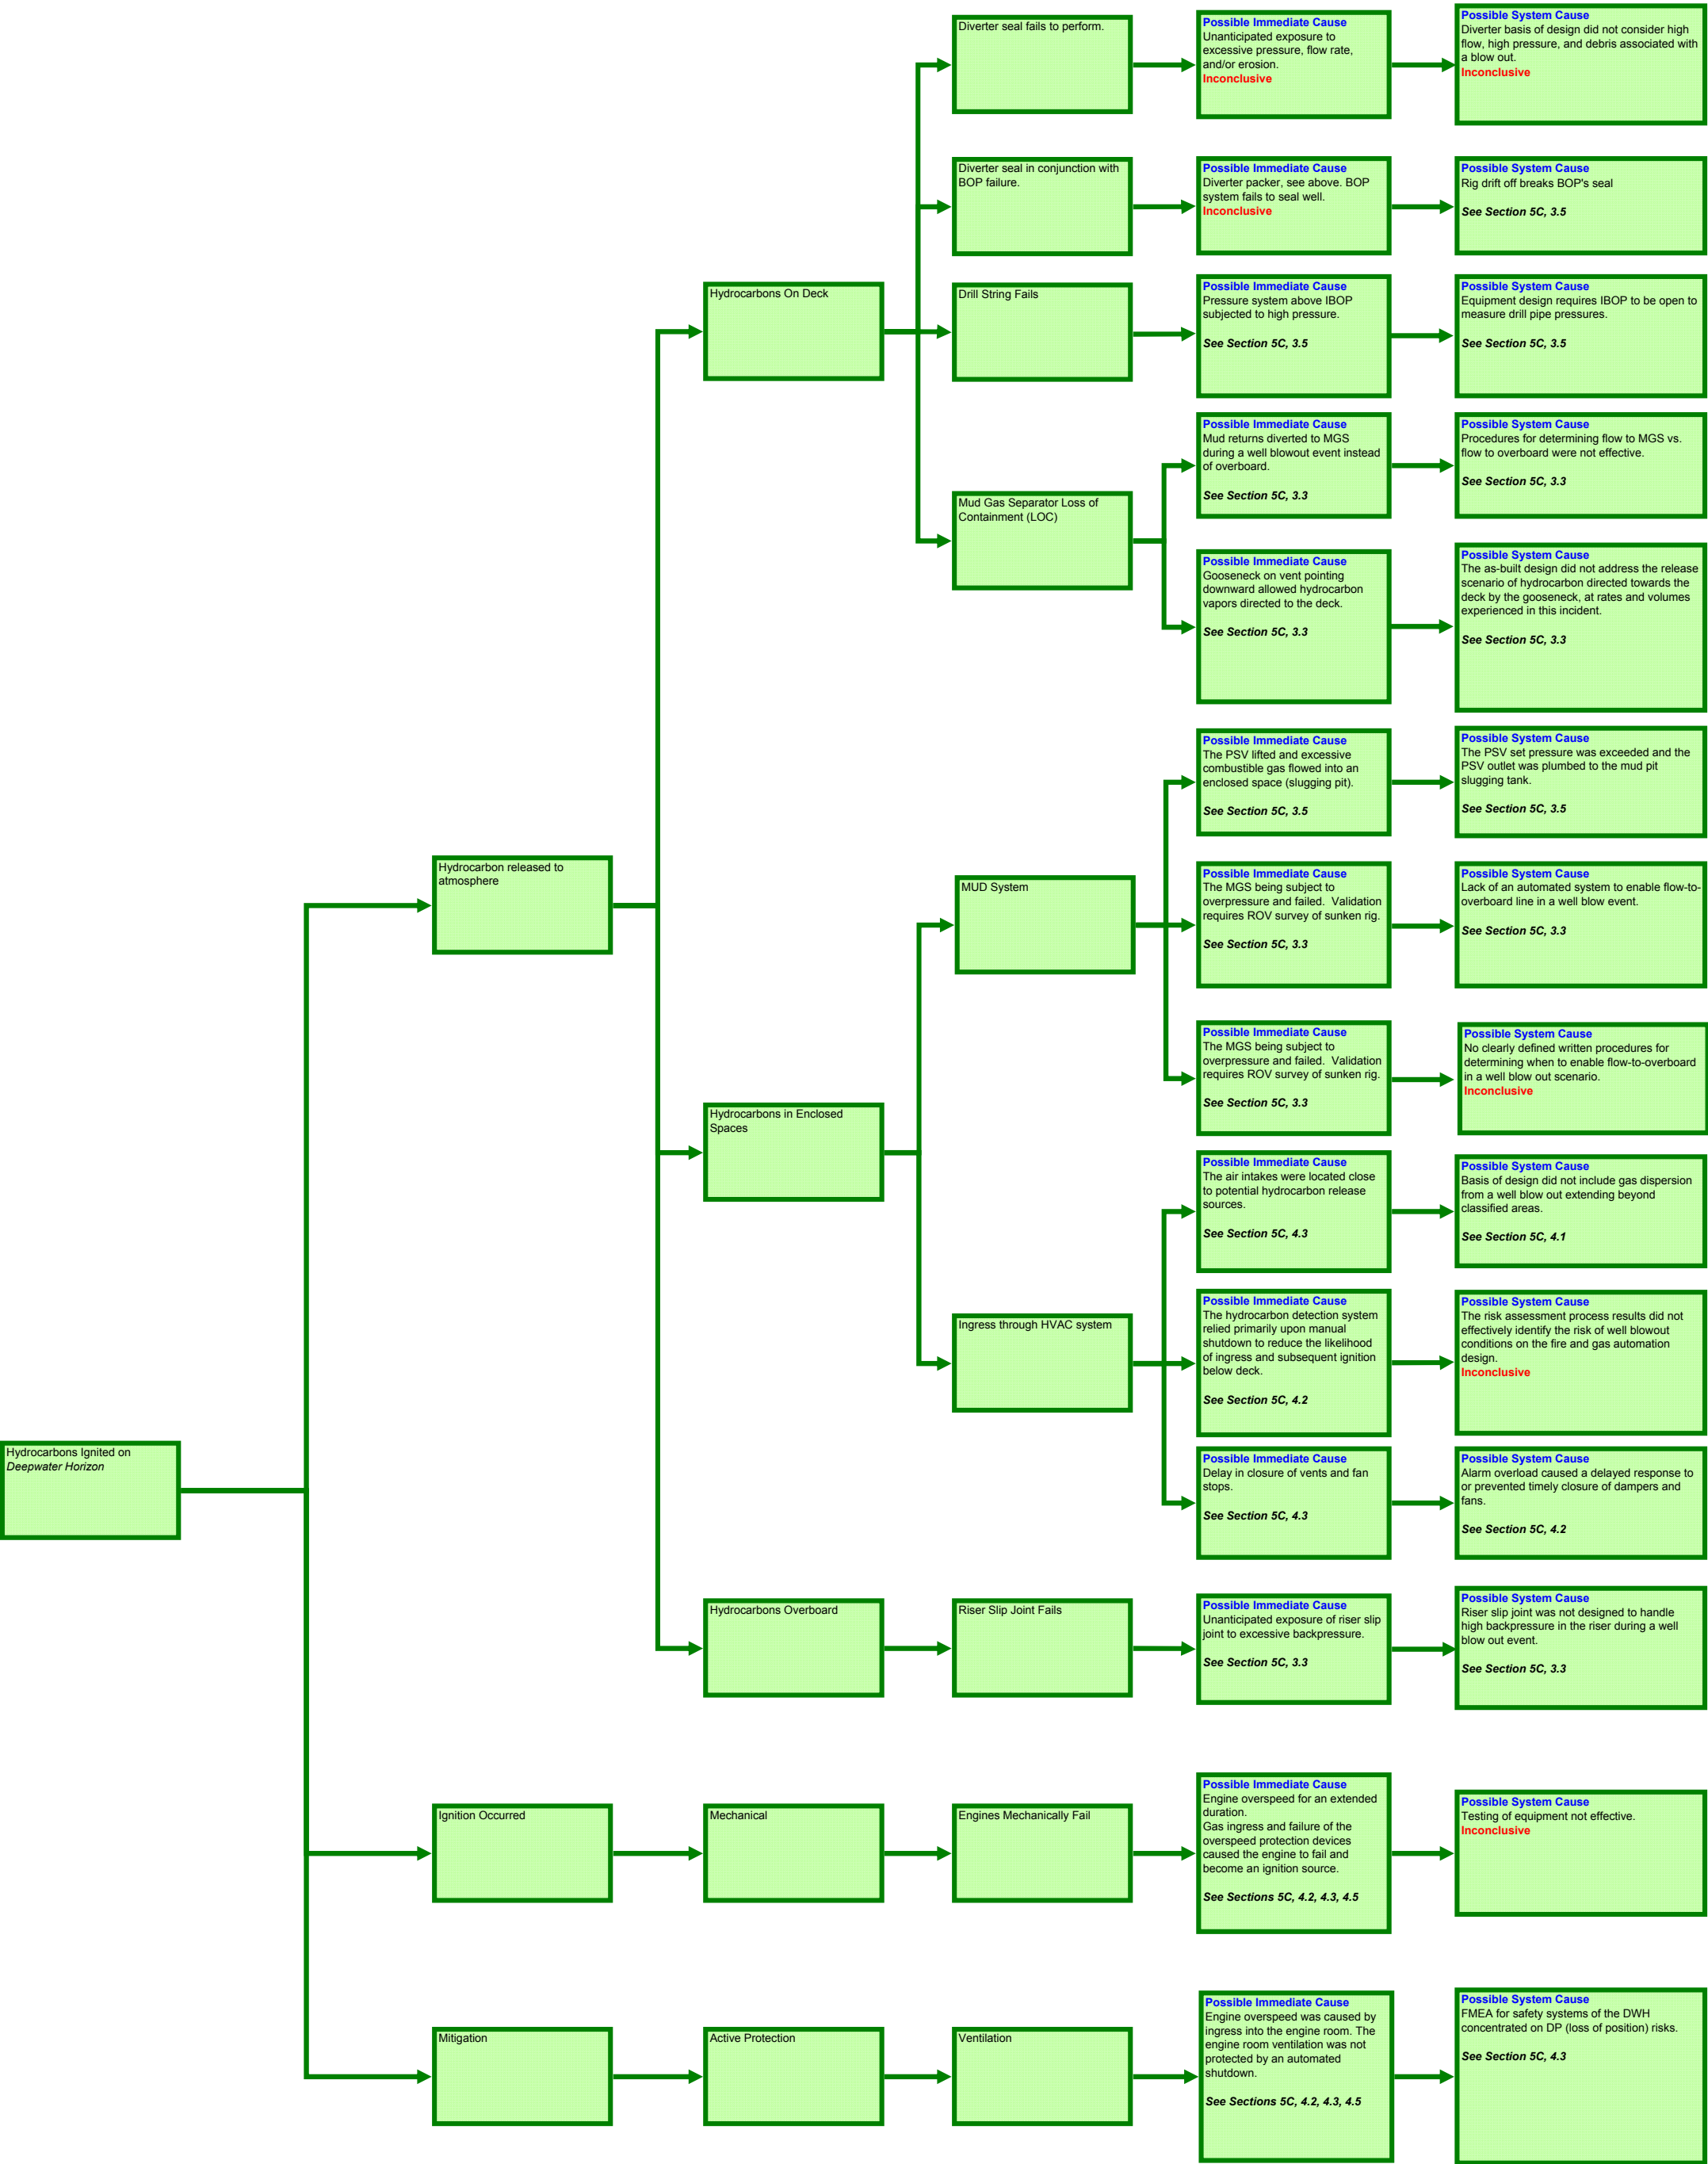 Diverter seal fails to perform.
Possible Immediate Cause
Unanticipated exposure to
excessive pressure, flow rate,
and/or erosion.
Inconclusive
Possible System Cause
Diverter basis of design did not consider high
flow, high pressure, and debris associated with
a blow out.
Inconclusive
Diverter seal in conjunction with
BOP failure.
Possible Immediate Cause
Diverter packer, see above. BOP
system fails to seal well.
Inconclusive
Possible System Cause
Rig drift off breaks BOP's seal
See Section 5C, 3.5
Hydrocarbons On Deck
Drill String Fails
Possible Immediate Cause
Pressure system above IBOP
subjected to high pressure.
See Section 5C, 3.5
Possible System Cause
Equipment design requires IBOP to be open to
measure drill pipe pressures.
See Section 5C, 3.5
Mud Gas Separator Loss of
Containment (LOC)
Possible Immediate Cause
Mud returns diverted to MGS
during a well blowout event instead
of overboard.
See Section 5C, 3.3
Possible System Cause
Procedures for determining flow to MGS vs.
flow to overboard were not effective.
See Section 5C, 3.3
Possible Immediate Cause
Gooseneck on vent pointing
downward allowed hydrocarbon
vapors directed to the deck.
See Section 5C, 3.3
Possible System Cause
The as-built design did not address the release
scenario of hydrocarbon directed towards the
deck by the gooseneck, at rates and volumes
experienced in this incident.
See Section 5C, 3.3
Possible Immediate Cause
The PSV lifted and excessive
combustible gas flowed into an
enclosed space (slugging pit).
See Section 5C, 3.5
Possible System Cause
The PSV set pressure was exceeded and the
PSV outlet was plumbed to the mud pit
slugging tank.
See Section 5C, 3.5
Hydrocarbon released to
atmosphere
MUD System
Possible Immediate Cause
The MGS being subject to
overpressure and failed.  Validation
requires ROV survey of sunken rig.
See Section 5C, 3.3
Possible System Cause
Lack of an automated system to enable flow-to-
overboard line in a well blow event.
See Section 5C, 3.3
Possible Immediate Cause
The MGS being subject to
overpressure and failed.  Validation
requires ROV survey of sunken rig.
See Section 5C, 3.3
Possible System Cause
No clearly defined written procedures for
determining when to enable flow-to-overboard
in a well blow out scenario.
Inconclusive
Hydrocarbons in Enclosed
Spaces
Possible Immediate Cause
The air intakes were located close
to potential hydrocarbon release
sources.
See Section 5C, 4.3
Possible System Cause
Basis of design did not include gas dispersion
from a well blow out extending beyond
classified areas.
See Section 5C, 4.1
Ingress through HVAC system
Possible Immediate Cause
The hydrocarbon detection system
relied primarily upon manual
shutdown to reduce the likelihood
of ingress and subsequent ignition
below deck.
See Section 5C, 4.2
Possible System Cause
The risk assessment process results did not
effectively identify the risk of well blowout
conditions on the fire and gas automation
design.
Inconclusive
Hydrocarbons Ignited on
Deepwater Horizon
Possible Immediate Cause
Delay in closure of vents and fan
stops.
See Section 5C, 4.3
Possible System Cause
Alarm overload caused a delayed response to
or prevented timely closure of dampers and
fans.
See Section 5C, 4.2
Hydrocarbons Overboard
Riser Slip Joint Fails
Possible Immediate Cause
Unanticipated exposure of riser slip
joint to excessive backpressure.
See Section 5C, 3.3
Possible System Cause
Riser slip joint was not designed to handle
high backpressure in the riser during a well
blow out event.
See Section 5C, 3.3
Ignition Occurred
Mechanical
Engines Mechanically Fail
Possible Immediate Cause
Engine overspeed for an extended
duration.
Gas ingress and failure of the
overspeed protection devices
caused the engine to fail and
become an ignition source.
See Sections 5C, 4.2, 4.3, 4.5
Possible System Cause
Testing of equipment not effective.
Inconclusive
Mitigation
Active Protection
Ventilation
Possible Immediate Cause
Engine overspeed was caused by
ingress into the engine room. The
engine room ventilation was not
protected by an automated
shutdown.
See Sections 5C, 4.2, 4.3, 4.5
Possible System Cause
FMEA for safety systems of the DWH
concentrated on DP (loss of position) risks.
See Section 5C, 4.3